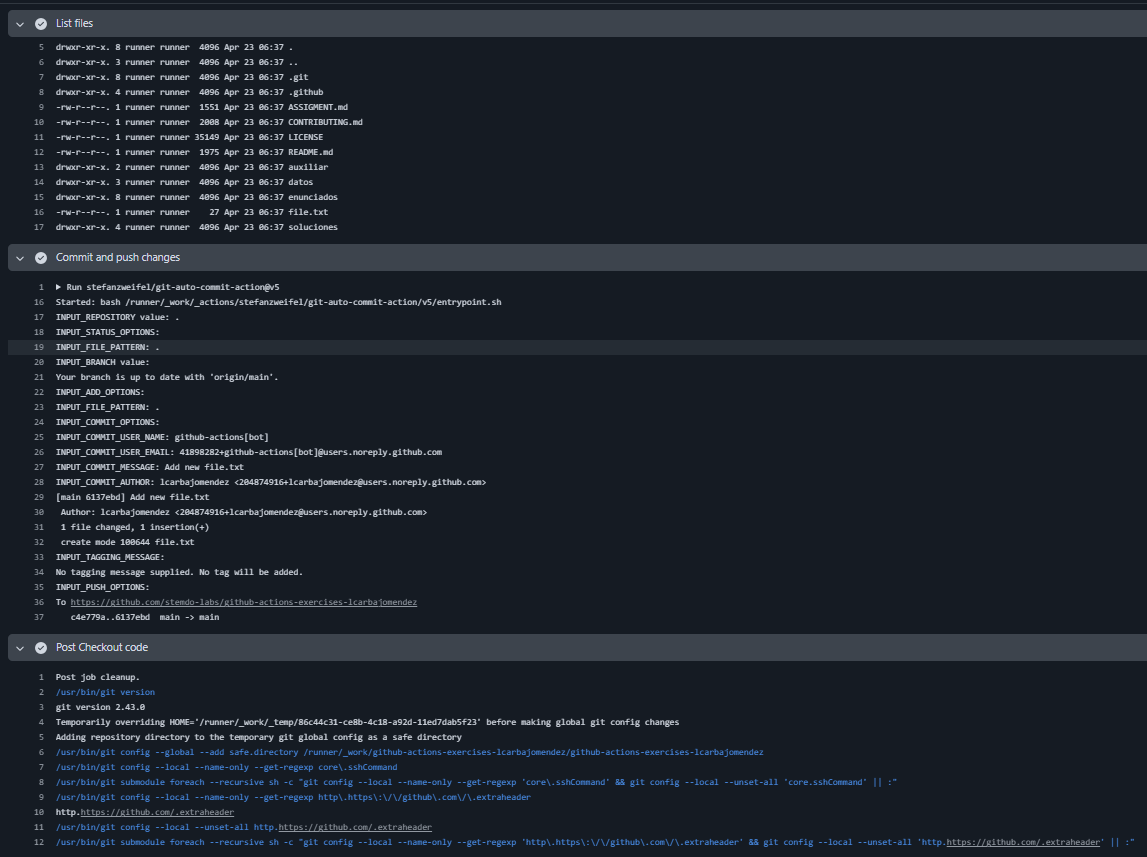 List files
5 drwxr-xr-x. 8 runner runner  4096 Apr 23 06:37 .
6 drwxr-xr-x. 3 runner runner  4096 Apr 23 06:37 ..
7 drwxr-xr-x. 8 runner runner  4096 Apr 23 06:37 .git
8 drwxr-xr-x. 4 runner runner  4096 Apr 23 06:37 .github
9 -rw-r--r--. 1 runner runner  1551 Apr 23 06:37 ASSIGMENT.md
10 -rw-r--r--. 1 runner runner  2008 Apr 23 06:37 CONTRIBUTING.md
11 -rw-r--r--. 1 runner runner 35149 Apr 23 06:37 LICENSE
12 -rw-r--r--. 1 runner runner  1975 Apr 23 06:37 README.md
13 drwxr-xr-x. 2 runner runner  4096 Apr 23 06:37 auxiliar
14 drwxr-xr-x. 3 runner runner  4096 Apr 23 06:37 datos
15 drwxr-xr-x. 8 runner runner  4096 Apr 23 06:37 enunciados
16 -rw-r--r--. 1 runner runner    27 Apr 23 06:37 file.txt
17 drwxr-xr-x. 4 runner runner  4096 Apr 23 06:37 soluciones
Commit and push changes
1 ▶ Run stefanzweifel/git-auto-commit-action@v5
16 Started: bash /runner/_work/_actions/stefanzweifel/git-auto-commit-action/v5/entrypoint.sh
17 INPUT_REPOSITORY value: .
18 INPUT_STATUS_OPTIONS:
19 INPUT_FILE_PATTERN: .
20 INPUT_BRANCH value:
21 Your branch is up to date with 'origin/main'.
22 INPUT_ADD_OPTIONS:
23 INPUT_FILE_PATTERN: .
24 INPUT_COMMIT_OPTIONS:
25 INPUT_COMMIT_USER_NAME: github-actions[bot]
26 INPUT_COMMIT_USER_EMAIL: 41898282+github-actions[bot]@users.noreply.github.com
27 INPUT_COMMIT_MESSAGE: Add new file.txt
28 INPUT_COMMIT_AUTHOR: lcarbajomendez <204874916+lcarbajomendez@users.noreply.github.com>
29 [main 6137ebd] Add new file.txt
30  Author: lcarbajomendez <204874916+lcarbajomendez@users.noreply.github.com>
31  1 file changed, 1 insertion(+)
32  create mode 100644 file.txt
33 INPUT_TAGGING_MESSAGE:
34 No tagging message supplied. No tag will be added.
35 INPUT_PUSH_OPTIONS:
36 To https://github.com/stemdo-labs/github-actions-exercises-lcarbajomendez
37    c4e779a..6137ebd  main -> main
Post Checkout code
1 Post job cleanup.
2 /usr/bin/git version
3 git version 2.43.0
4 Temporarily overriding HOME='/runner/_work/_temp/86c44c31-ce8b-4c18-a92d-11ed7dab5f23' before making global git config changes
5 Adding repository directory to the temporary git global config as a safe directory
6 /usr/bin/git config --global --add safe.directory /runner/_work/github-actions-exercises-lcarbajomendez/github-actions-exercises-lcarbajomendez
7 /usr/bin/git config --local --name-only --get-regexp core\.sshCommand
8 /usr/bin/git submodule foreach --recursive sh -c "git config --local --name-only --get-regexp 'core\.sshCommand' && git config --local --unset-all 'core.sshCommand' || :"
9 /usr/bin/git config --local --name-only --get-regexp http\.https\:\/\/github\.com\/\.extraheader
10 http.https://github.com/.extraheader
11 /usr/bin/git config --local --unset-all http.https://github.com/.extraheader
12 /usr/bin/git submodule foreach --recursive sh -c "git config --local --name-only --get-regexp 'http\.https\:\/\/github\.com\/\.extraheader' && git config --local --unset-all 'http.https://github.com/.extraheader' || :"